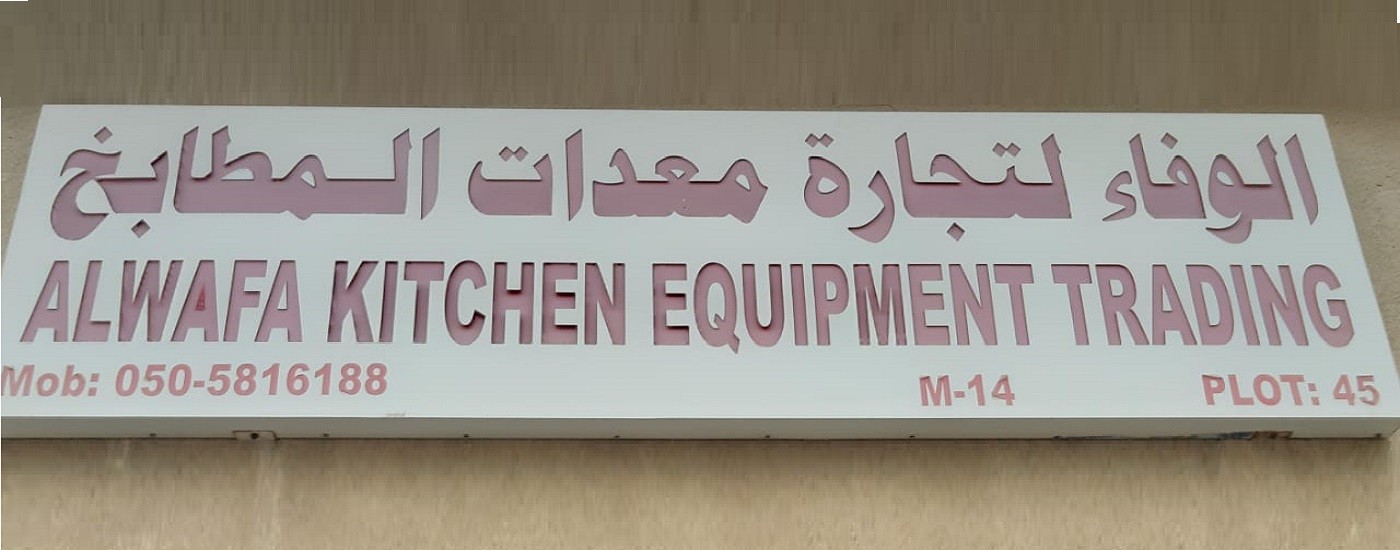 الوفاء لتجارة معدات المطابخ
ALWAFA KITCHEN EQUIPMENT TRADING
Mob: 050-5816188 M-14 PLOT: 45